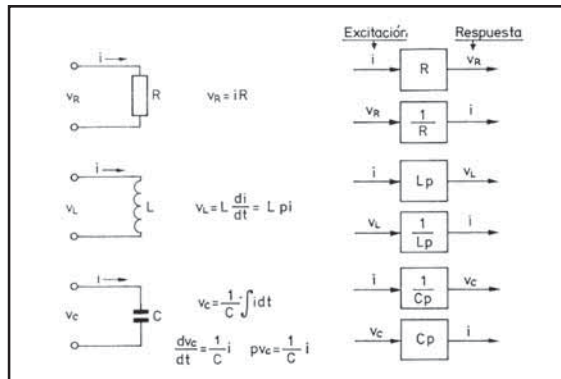 Excitación Respuesta
i R v_R
v_R i R v_R = iR
v_R 1/R i
i Lp v_L
v_L i L v_L = L di/dt = L pi
v_L 1/Lp i
i 1/Cp v_C
v_C i C v_C = 1/C ∫ i dt
dv_C/dt = 1/C i pv_C = 1/C i
v_C Cp i